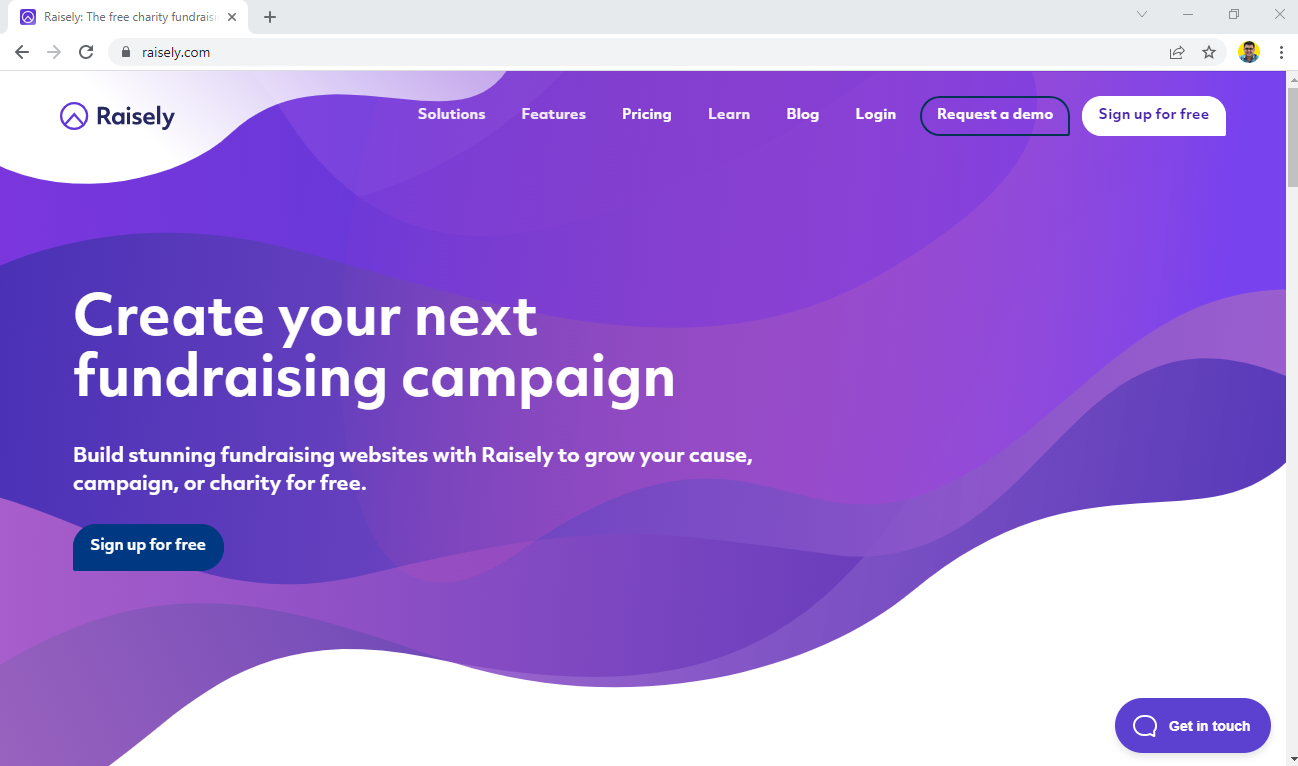 Raisely: The free charity fundraisi
raisely.com
Raisely
Solutions
Features
Pricing
Learn
Blog
Login
Request a demo
Sign up for free
Create your next
fundraising campaign
Build stunning fundraising websites with Raisely to grow your cause,
campaign, or charity for free.
Sign up for free
Get in touch